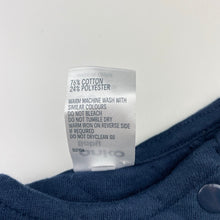 76% COTTON
24% POLYESTER
WARM MACHINE WASH WITH
SIMILAR COLOURS
DO NOT BLEACH
DO NOT TUMBLE DRY
WARM IRON ON REVERSE SIDE
IF REQUIRED
DO NOT DRYCLEAN